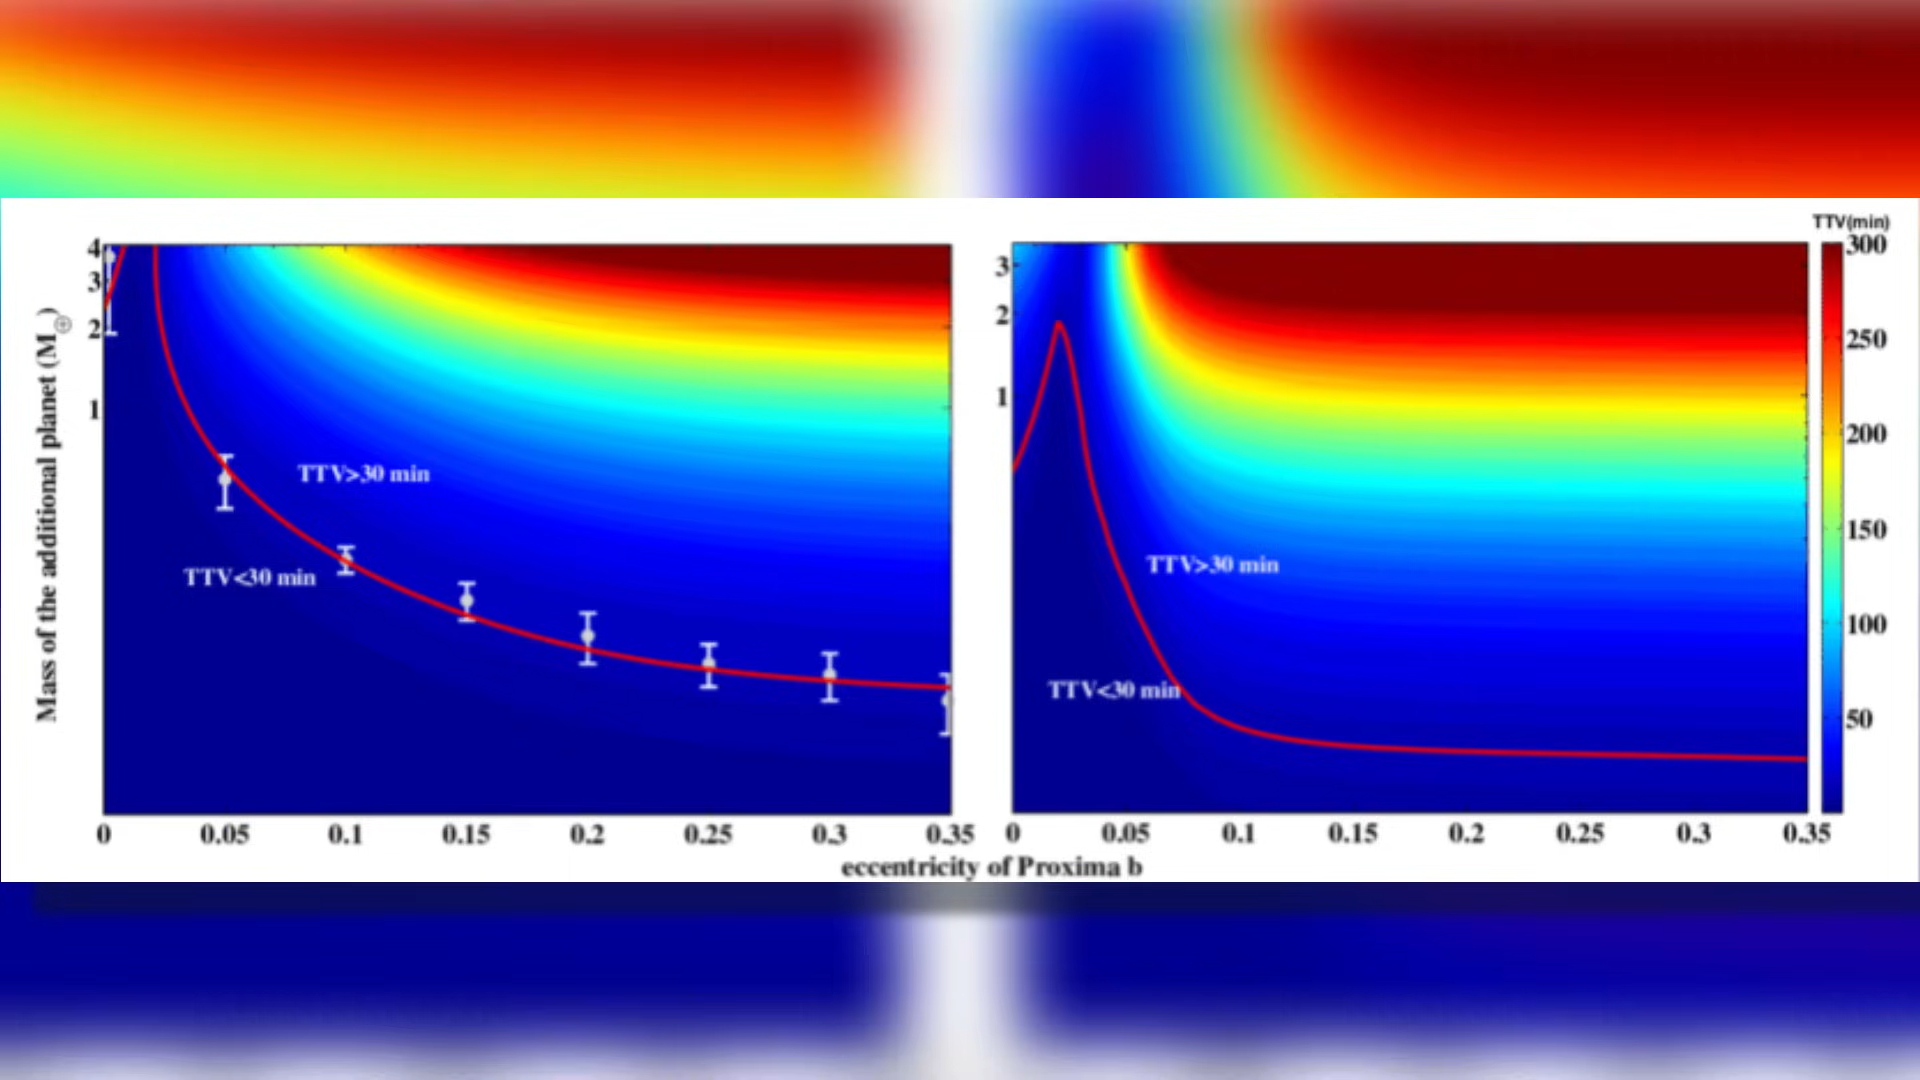 TTV(min)
4
3
2
1
Mass of the additional planet (M⊕)
TTV>30 min
TTV<30 min
0 0.05 0.1 0.15 0.2 0.25 0.3 0.35
3
2
1
TTV>30 min
TTV<30 min
0 0.05 0.1 0.15 0.2 0.25 0.3 0.35
300
250
200
150
100
50
eccentricity of Proxima b